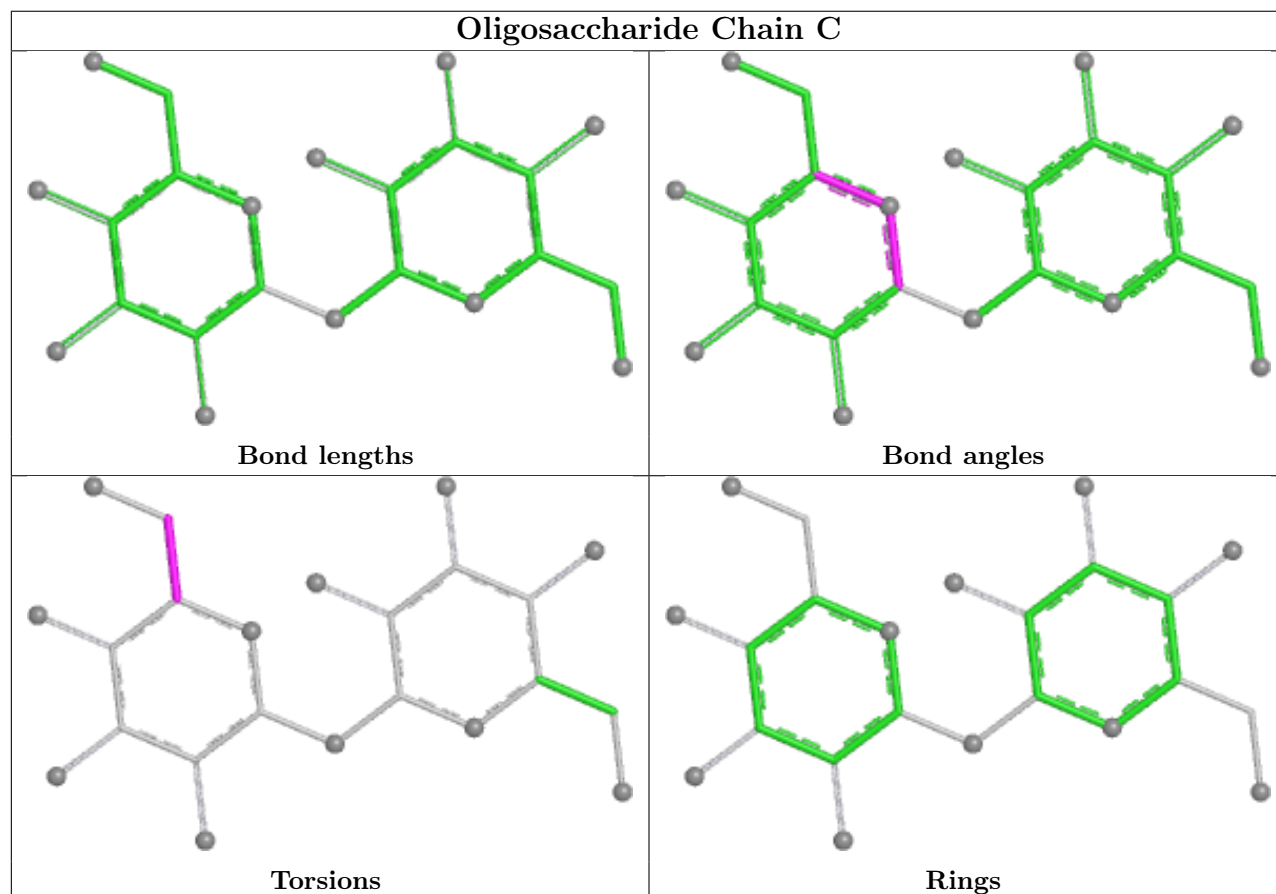 Oligosaccharide Chain C
Bond lengths
Bond angles
Torsions
Rings